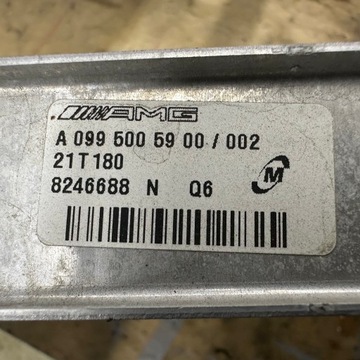 AMG
A 099 500 59 00 / 002
21T180
M
8246688 N Q6